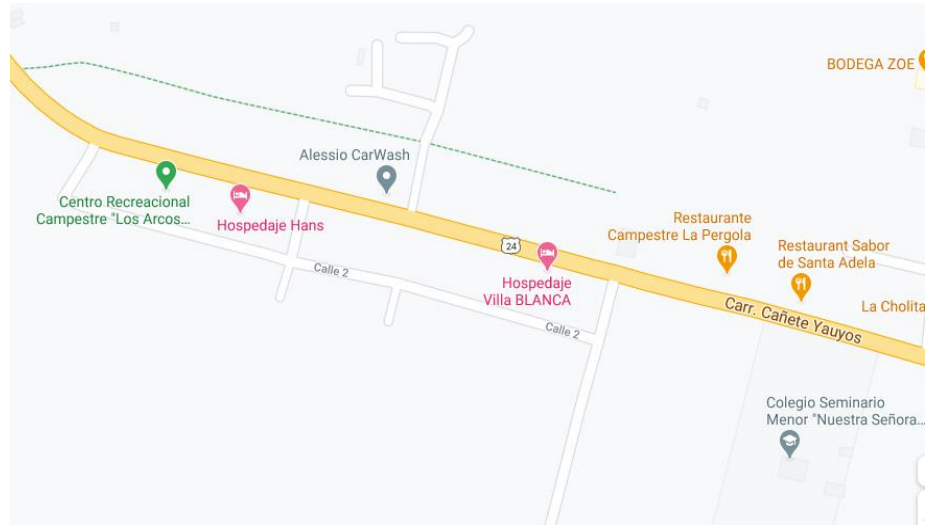 BODEGA ZOE
Alessio CarWash
Centro Recreacional
Campestre "Los Arcos...
Hospedaje Hans
Restaurante
Campestre La Pergola
24
Restaurant Sabor
de Santa Adela
Calle 2
Hospedaje
Villa BLANCA
La Cholita
Carr. Cañete Yauyos
Calle 2
Colegio Seminario
Menor "Nuestra Señora...